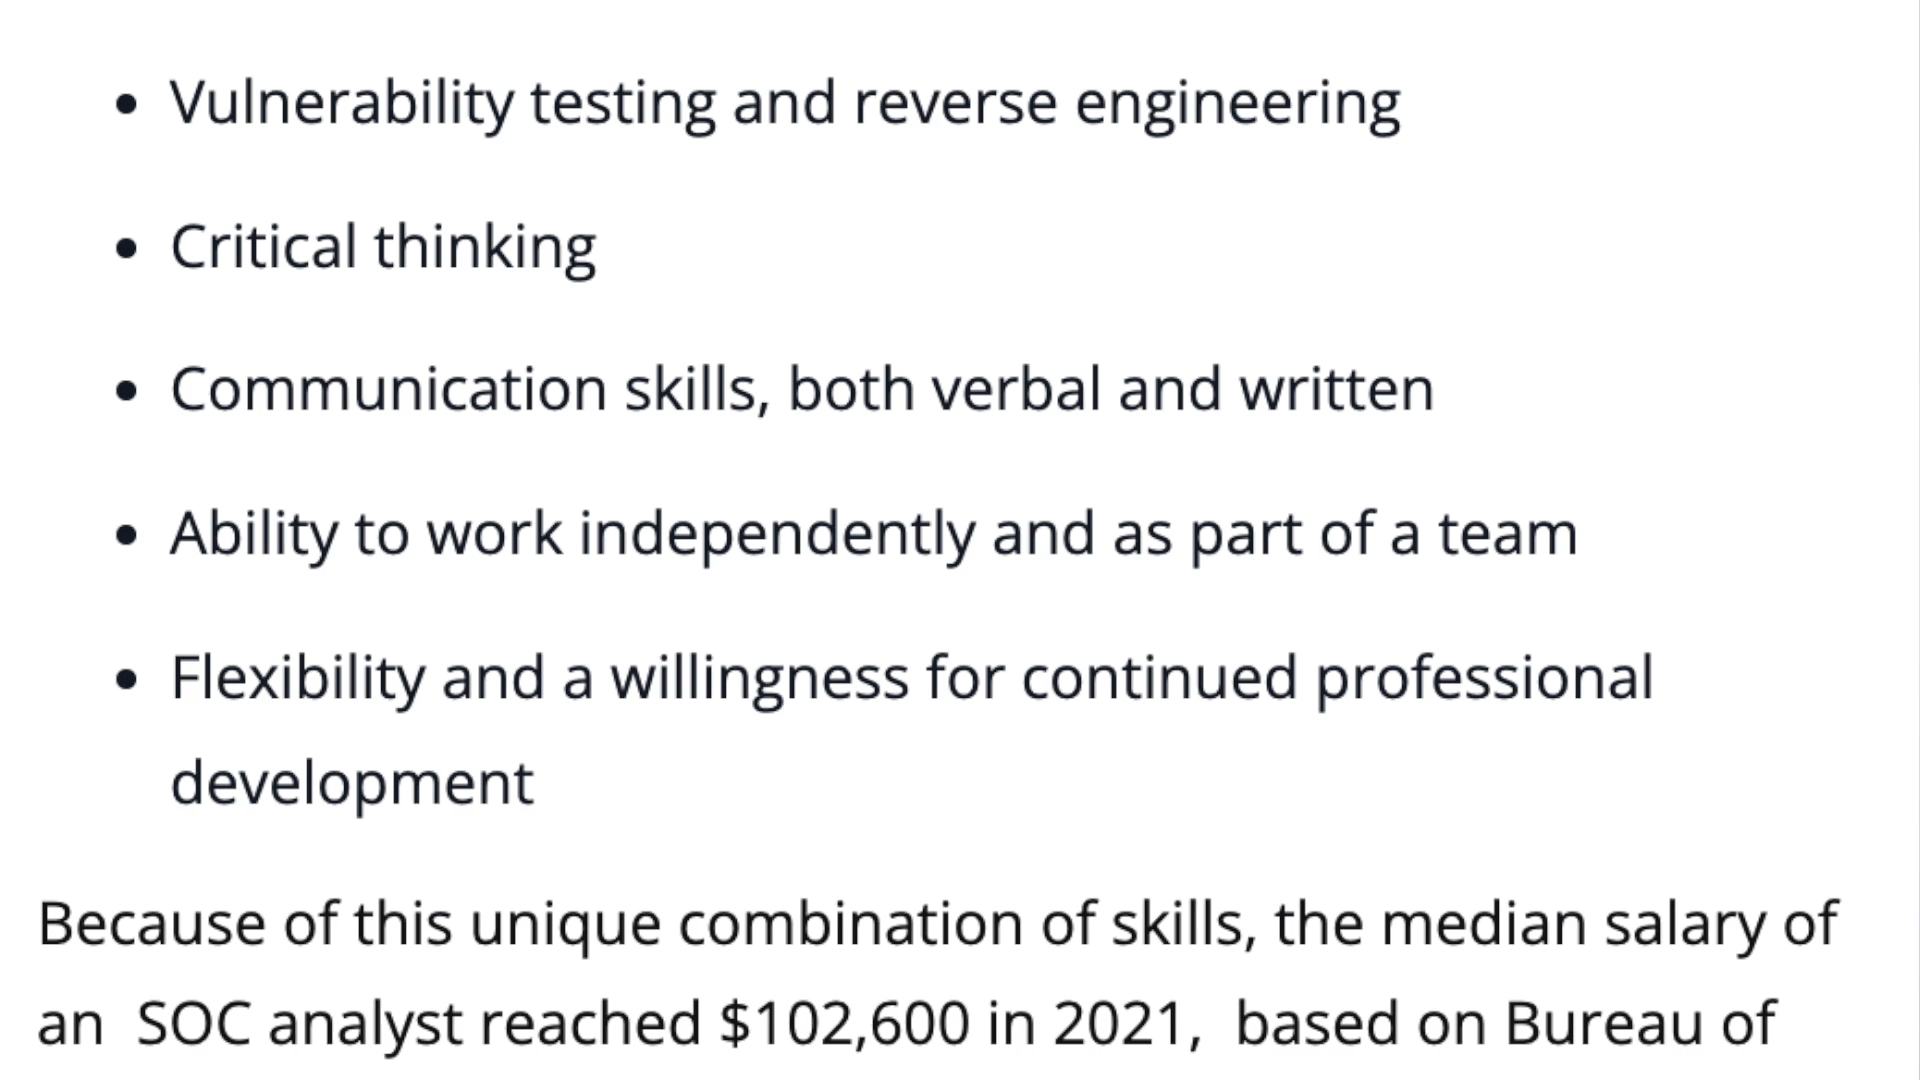 • Vulnerability testing and reverse engineering
• Critical thinking
• Communication skills, both verbal and written
• Ability to work independently and as part of a team
• Flexibility and a willingness for continued professional
development
Because of this unique combination of skills, the median salary of
an  SOC analyst reached $102,600 in 2021,  based on Bureau of